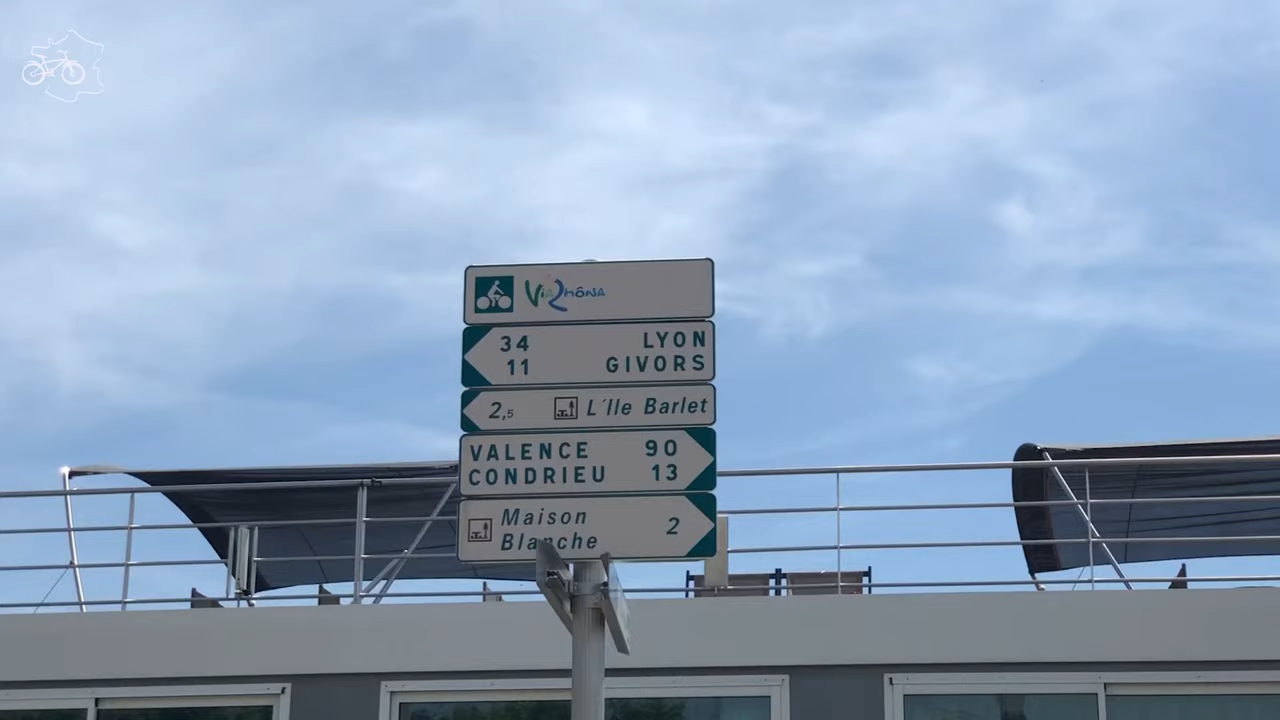 ViaRhôna
34 LYON
11 GIVORS
2,5 L'Ile Barlet
VALENCE 90
CONDRIEU 13
Maison
Blanche 2